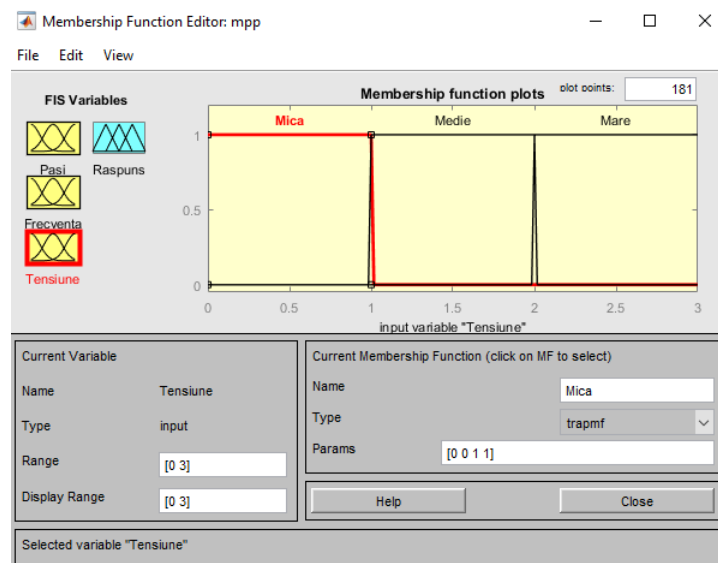 Membership Function Editor: mpp
File Edit View
FIS Variables
Pasi
Raspuns
Frecventa
Tensiune
Membership function plots
plot points:
181
Mica
Medie
Mare
1
0.5
0
0 0.5 1 1.5 2 2.5 3
input variable "Tensiune"
Current Variable
Name Tensiune
Type input
Range [0 3]
Display Range [0 3]
Current Membership Function (click on MF to select)
Name Mica
Type trapmf
Params [0 0 1 1]
Help Close
Selected variable "Tensiune"